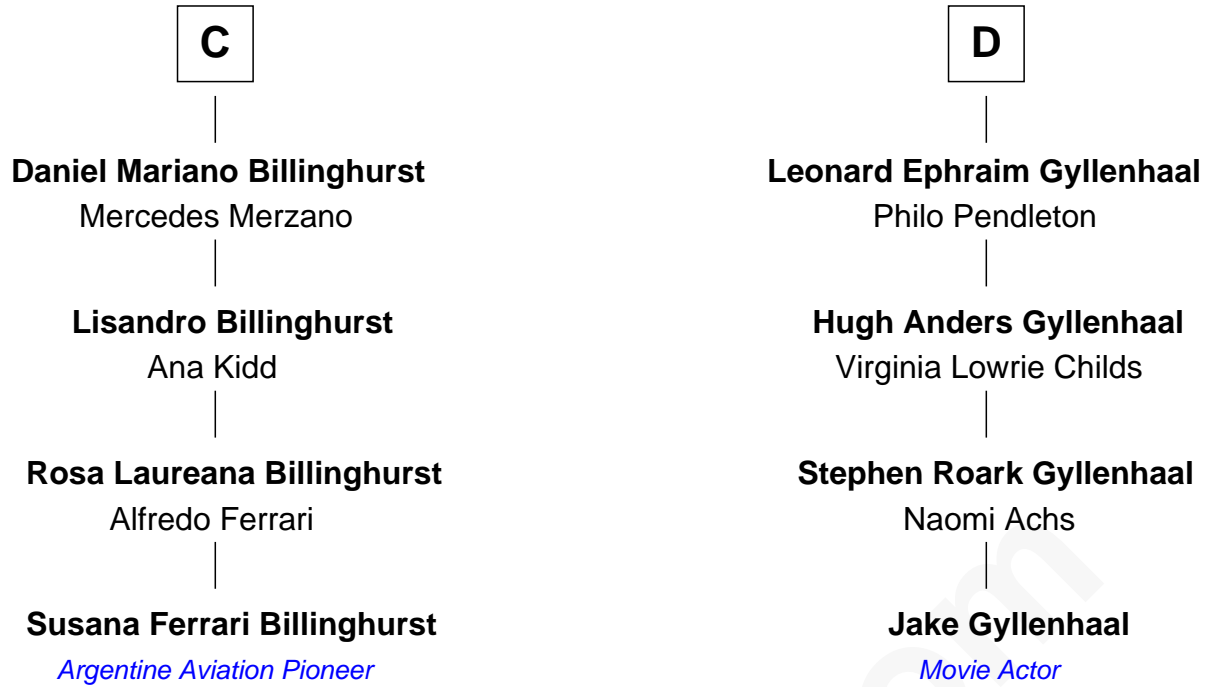 C
Daniel Mariano Billinghurst
Mercedes Merzano
Lisandro Billinghurst
Ana Kidd
Rosa Laureana Billinghurst
Alfredo Ferrari
Susana Ferrari Billinghurst
Argentine Aviation Pioneer
D
Leonard Ephraim Gyllenhaal
Philo Pendleton
Hugh Anders Gyllenhaal
Virginia Lowrie Childs
Stephen Roark Gyllenhaal
Naomi Achs
Jake Gyllenhaal
Movie Actor
om